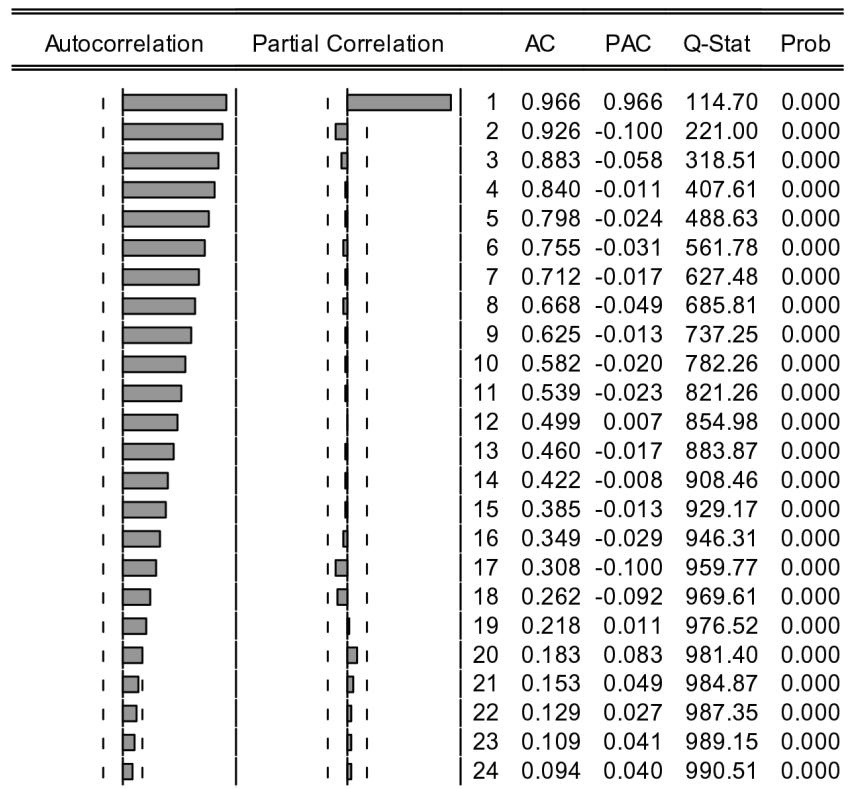 Autocorrelation Partial Correlation AC PAC Q-Stat Prob
1 0.966 0.966 114.70 0.000
2 0.926 -0.100 221.00 0.000
3 0.883 -0.058 318.51 0.000
4 0.840 -0.011 407.61 0.000
5 0.798 -0.024 488.63 0.000
6 0.755 -0.031 561.78 0.000
7 0.712 -0.017 627.48 0.000
8 0.668 -0.049 685.81 0.000
9 0.625 -0.013 737.25 0.000
10 0.582 -0.020 782.26 0.000
11 0.539 -0.023 821.26 0.000
12 0.499 0.007 854.98 0.000
13 0.460 -0.017 883.87 0.000
14 0.422 -0.008 908.46 0.000
15 0.385 -0.013 929.17 0.000
16 0.349 -0.029 946.31 0.000
17 0.308 -0.100 959.77 0.000
18 0.262 -0.092 969.61 0.000
19 0.218 0.011 976.52 0.000
20 0.183 0.083 981.40 0.000
21 0.153 0.049 984.87 0.000
22 0.129 0.027 987.35 0.000
23 0.109 0.041 989.15 0.000
24 0.094 0.040 990.51 0.000